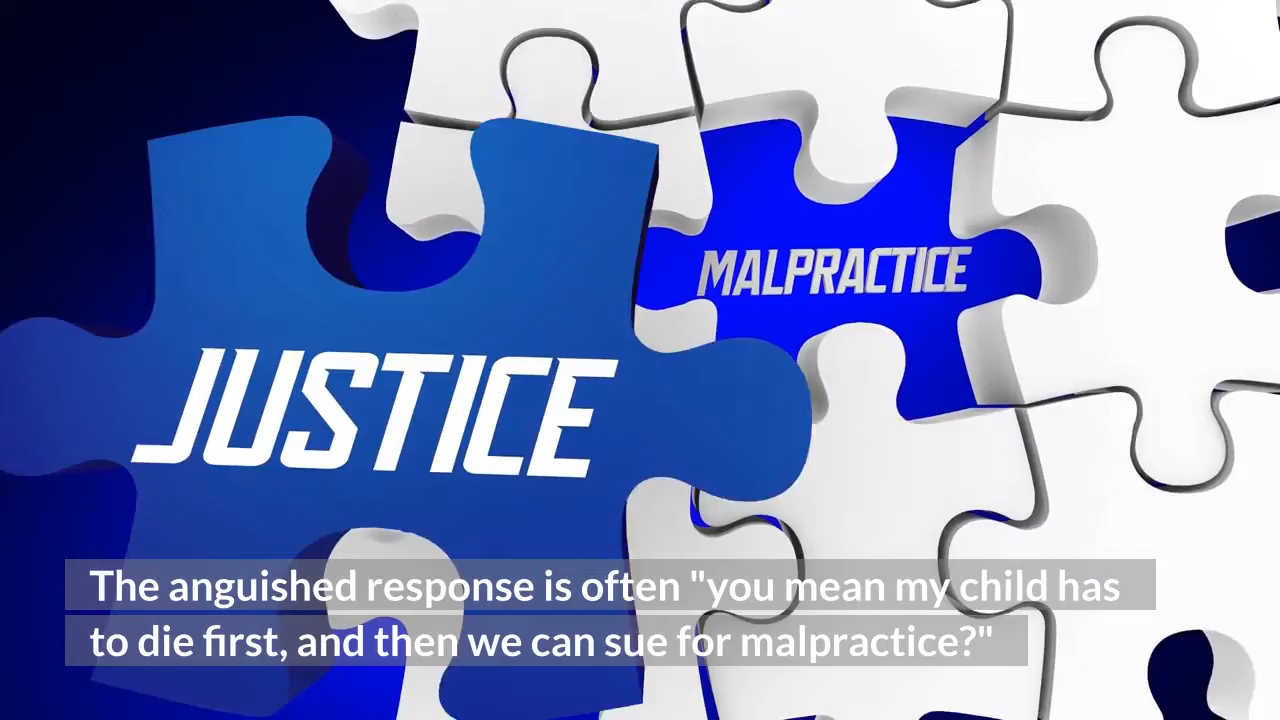 MALPRACTICE
JUSTICE
The anguished response is often "you mean my child has
to die first, and then we can sue for malpractice?"